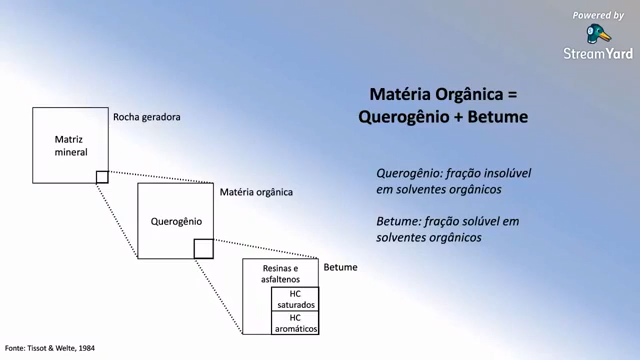 Powered by
StreamYard
Matéria Orgânica =
Querogênio + Betume
Rocha geradora
Matriz
mineral
Matéria orgânica
Querogênio
Betume
Resinas e
asfaltenos
HC
saturados
HC
aromáticos
Querogênio: fração insolúvel
em solventes orgânicos
Betume: fração solúvel em
solventes orgânicos
Fonte: Tissot & Welte, 1984